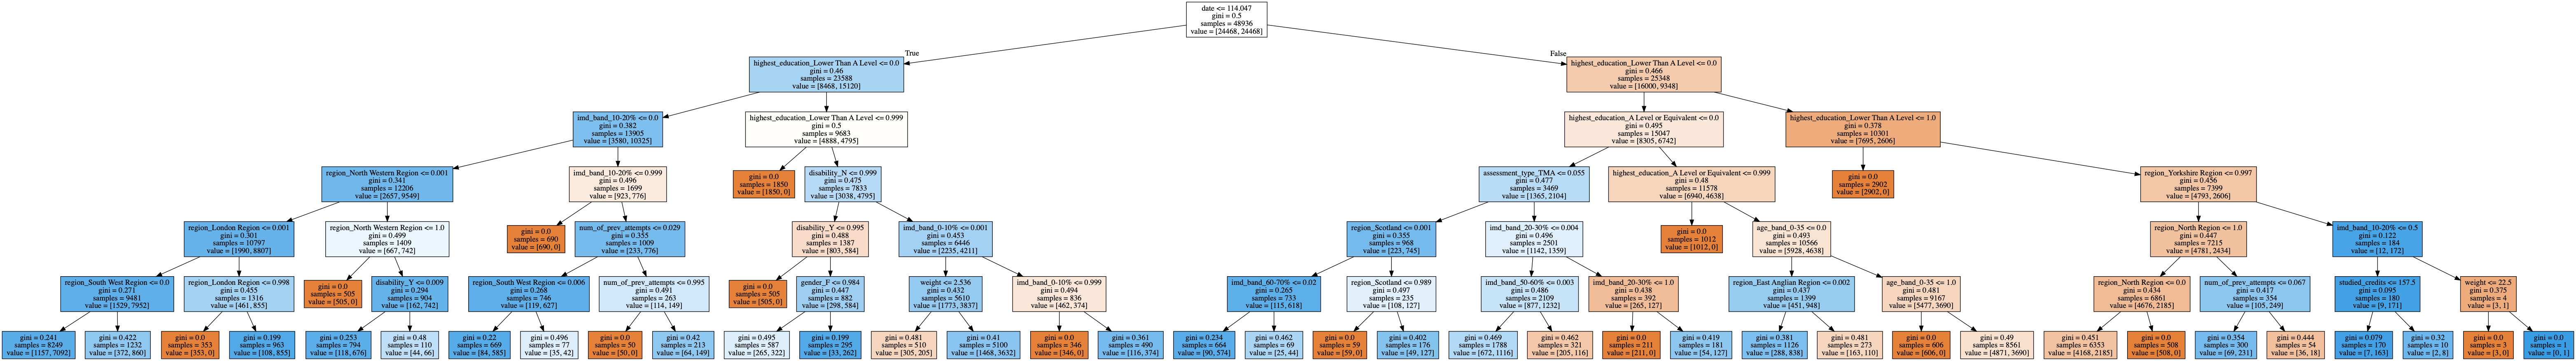 date <= 114.047
gini = 0.5
samples = 48936
value = [24468, 24468]
True
False
highest_education_Lower Than A Level <= 0.0
gini = 0.46
samples = 23588
value = [8468, 15120]
highest_education_Lower Than A Level <= 0.0
gini = 0.466
samples = 25348
value = [16000, 9348]
imd_band_10-20% <= 0.0
gini = 0.382
samples = 13905
value = [3580, 10325]
highest_education_Lower Than A Level <= 0.999
gini = 0.5
samples = 9683
value = [4888, 4795]
highest_education_A Level or Equivalent <= 0.0
gini = 0.495
samples = 15047
value = [8305, 6742]
highest_education_Lower Than A Level <= 1.0
gini = 0.378
samples = 10301
value = [7695, 2606]
region_North Western Region <= 0.001
gini = 0.341
samples = 12206
value = [2657, 9549]
imd_band_10-20% <= 0.999
gini = 0.496
samples = 1699
value = [923, 776]
gini = 0.0
samples = 1850
value = [1850, 0]
disability_N <= 0.999
gini = 0.475
samples = 7833
value = [3038, 4795]
assessment_type_TMA <= 0.055
gini = 0.477
samples = 3469
value = [1365, 2104]
highest_education_A Level or Equivalent <= 0.999
gini = 0.48
samples = 11578
value = [6940, 4638]
gini = 0.0
samples = 2902
value = [2902, 0]
region_Yorkshire Region <= 0.997
gini = 0.456
samples = 7399
value = [4793, 2606]
region_London Region <= 0.001
gini = 0.301
samples = 10797
value = [1990, 8807]
region_North Western Region <= 1.0
gini = 0.499
samples = 1409
value = [667, 742]
gini = 0.0
samples = 690
value = [690, 0]
num_of_prev_attempts <= 0.029
gini = 0.355
samples = 1009
value = [233, 776]
disability_Y <= 0.995
gini = 0.488
samples = 1387
value = [803, 584]
imd_band_0-10% <= 0.001
gini = 0.453
samples = 6446
value = [2235, 4211]
region_Scotland <= 0.001
gini = 0.355
samples = 968
value = [223, 745]
imd_band_20-30% <= 0.004
gini = 0.496
samples = 2501
value = [1142, 1359]
gini = 0.0
samples = 1012
value = [1012, 0]
age_band_0-35 <= 0.0
gini = 0.493
samples = 10566
value = [5928, 4638]
region_North Region <= 1.0
gini = 0.447
samples = 7215
value = [4781, 2434]
imd_band_10-20% <= 0.5
gini = 0.122
samples = 184
value = [12, 172]
region_South West Region <= 0.0
gini = 0.271
samples = 9481
value = [1529, 7952]
region_London Region <= 0.998
gini = 0.455
samples = 1316
value = [461, 855]
gini = 0.0
samples = 505
value = [505, 0]
disability_Y <= 0.009
gini = 0.294
samples = 904
value = [162, 742]
region_South West Region <= 0.006
gini = 0.268
samples = 746
value = [119, 627]
num_of_prev_attempts <= 0.995
gini = 0.491
samples = 263
value = [114, 149]
gini = 0.0
samples = 505
value = [505, 0]
gender_F <= 0.984
gini = 0.447
samples = 882
value = [298, 584]
weight <= 2.536
gini = 0.432
samples = 5610
value = [1773, 3837]
imd_band_0-10% <= 0.999
gini = 0.494
samples = 836
value = [462, 374]
imd_band_60-70% <= 0.02
gini = 0.265
samples = 733
value = [115, 618]
region_Scotland <= 0.989
gini = 0.497
samples = 235
value = [108, 127]
imd_band_50-60% <= 0.003
gini = 0.486
samples = 2109
value = [877, 1232]
imd_band_20-30% <= 1.0
gini = 0.438
samples = 392
value = [265, 127]
region_East Anglian Region <= 0.002
gini = 0.437
samples = 1399
value = [451, 948]
age_band_0-35 <= 1.0
gini = 0.481
samples = 9167
value = [5477, 3690]
region_North Region <= 0.0
gini = 0.434
samples = 6861
value = [4676, 2185]
num_of_prev_attempts <= 0.067
gini = 0.417
samples = 354
value = [105, 249]
studied_credits <= 157.5
gini = 0.095
samples = 180
value = [9, 171]
weight <= 22.5
gini = 0.375
samples = 4
value = [3, 1]
gini = 0.241
samples = 8249
value = [1157, 7092]
gini = 0.422
samples = 1232
value = [372, 860]
gini = 0.0
samples = 353
value = [353, 0]
gini = 0.199
samples = 963
value = [108, 855]
gini = 0.253
samples = 794
value = [118, 676]
gini = 0.48
samples = 110
value = [44, 66]
gini = 0.22
samples = 669
value = [84, 585]
gini = 0.496
samples = 77
value = [35, 42]
gini = 0.0
samples = 50
value = [50, 0]
gini = 0.42
samples = 213
value = [64, 149]
gini = 0.495
samples = 587
value = [265, 322]
gini = 0.199
samples = 295
value = [33, 262]
gini = 0.481
samples = 510
value = [305, 205]
gini = 0.41
samples = 5100
value = [1468, 3632]
gini = 0.0
samples = 346
value = [346, 0]
gini = 0.361
samples = 490
value = [116, 374]
gini = 0.234
samples = 664
value = [90, 574]
gini = 0.462
samples = 69
value = [25, 44]
gini = 0.0
samples = 59
value = [59, 0]
gini = 0.402
samples = 176
value = [49, 127]
gini = 0.469
samples = 1788
value = [672, 1116]
gini = 0.462
samples = 321
value = [205, 116]
gini = 0.0
samples = 211
value = [211, 0]
gini = 0.419
samples = 181
value = [54, 127]
gini = 0.381
samples = 1126
value = [288, 838]
gini = 0.481
samples = 273
value = [163, 110]
gini = 0.0
samples = 606
value = [606, 0]
gini = 0.49
samples = 8561
value = [4871, 3690]
gini = 0.451
samples = 6353
value = [4168, 2185]
gini = 0.0
samples = 508
value = [508, 0]
gini = 0.354
samples = 300
value = [69, 231]
gini = 0.444
samples = 54
value = [36, 18]
gini = 0.079
samples = 170
value = [7, 163]
gini = 0.32
samples = 10
value = [2, 8]
gini = 0.0
samples = 3
value = [3, 0]
gini = 0.0
samples = 1
value = [0, 1]